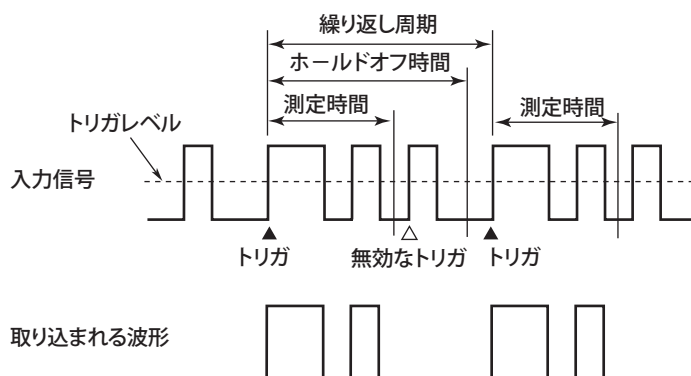 繰り返し周期
ホールドオフ時間
測定時間
測定時間
トリガレベル
入力信号
トリガ
無効なトリガ
トリガ
取り込まれる波形